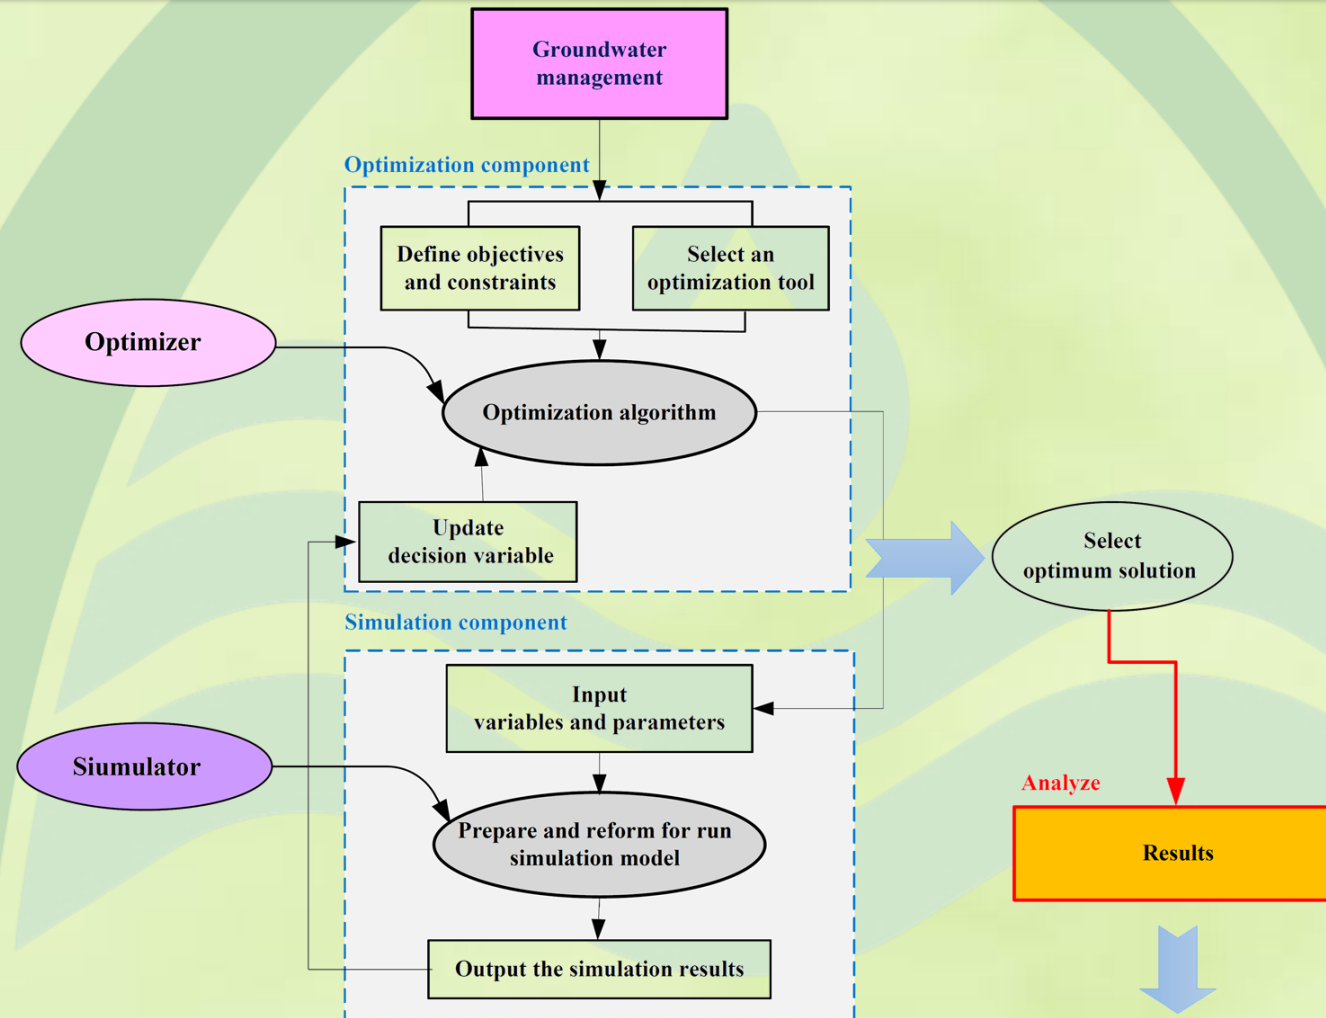 Groundwater
management
Optimization component
Define objectives
and constraints
Select an
optimization tool
Optimizer
Optimization algorithm
Update
decision variable
Select
optimum solution
Simulation component
Input
variables and parameters
Siumulator
Analyze
Prepare and reform for run
simulation model
Results
Output the simulation results